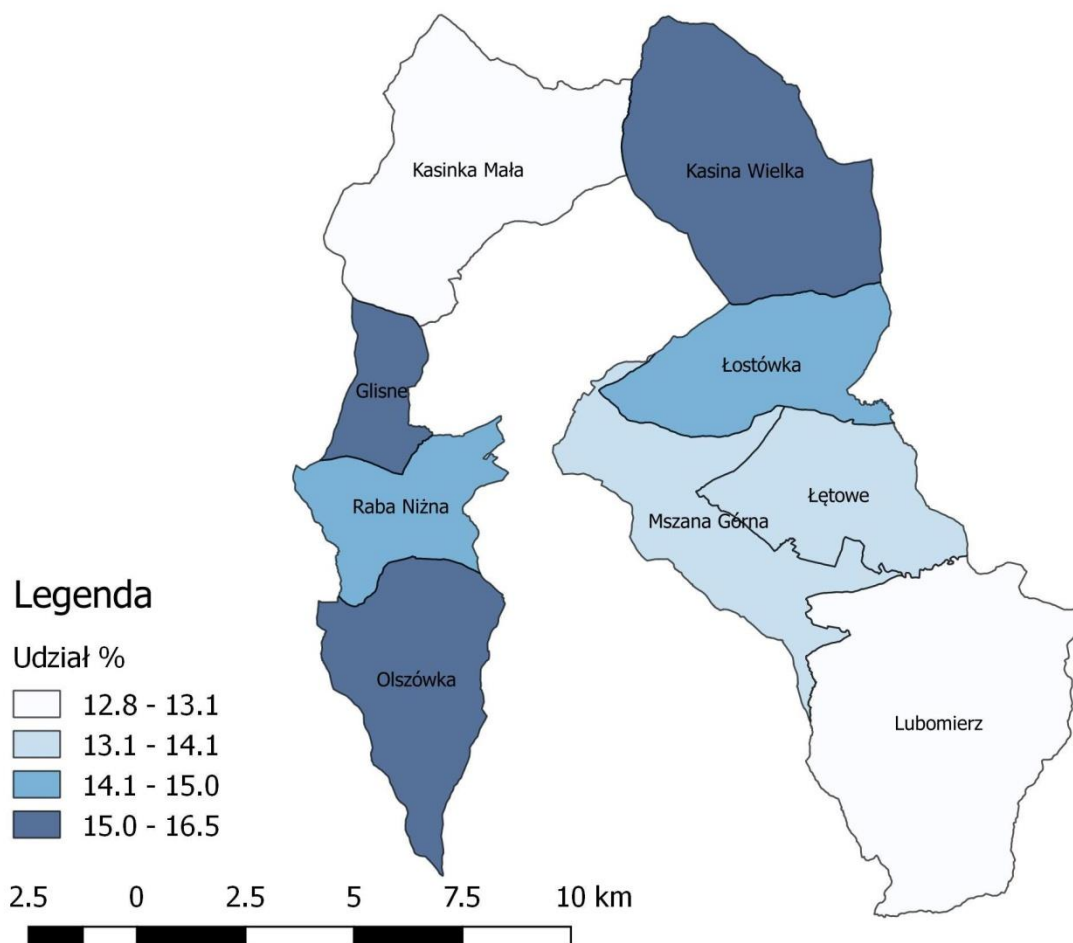 Kasinka Mała
Kasina Wielka
Glisne
Łostówka
Raba Niżna
Mszana Górna
Łętowe
Olszówka
Lubomierz
Legenda
Udział %
12.8 - 13.1
13.1 - 14.1
14.1 - 15.0
15.0 - 16.5
2.5 0 2.5 5 7.5 10 km